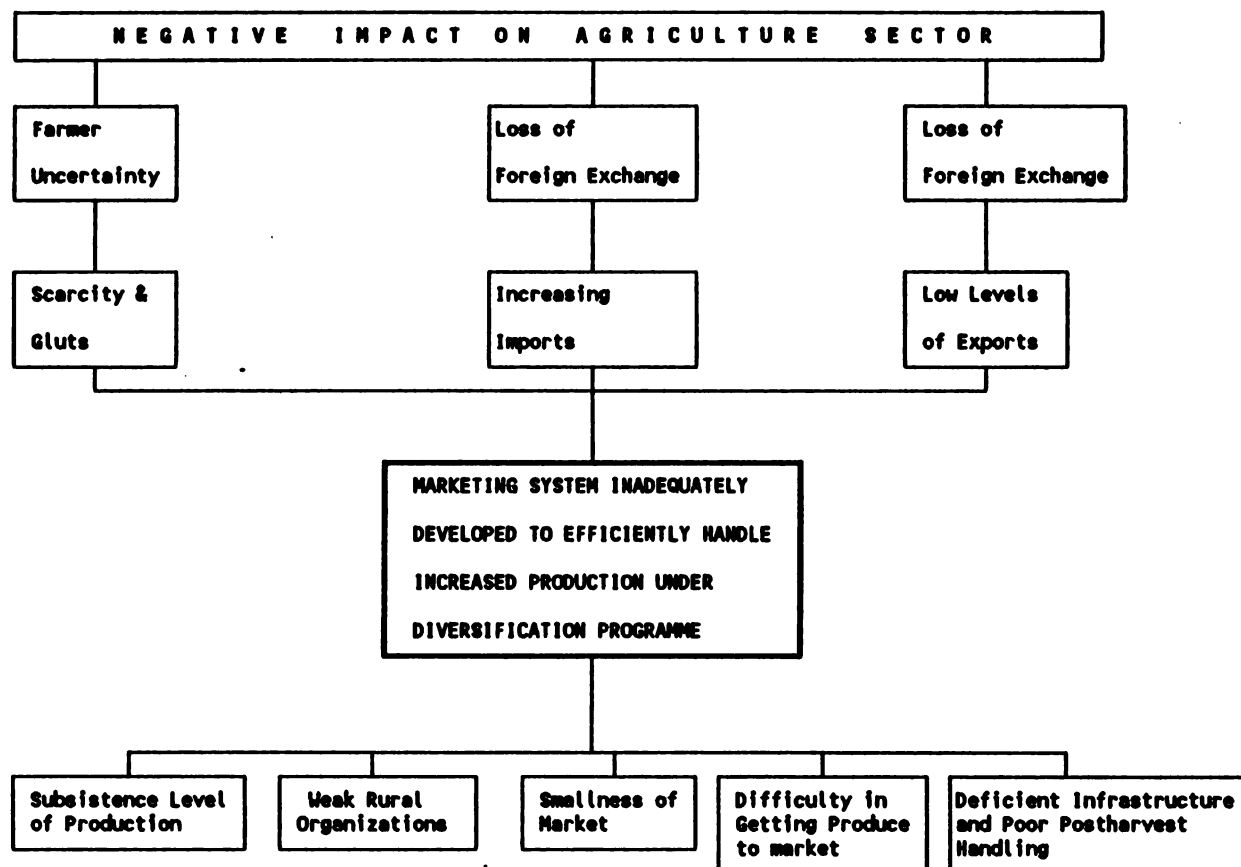 NEGATIVE IMPACT ON AGRICULTURE SECTOR
Farmer
Uncertainty
Loss of
Foreign Exchange
Loss of
Foreign Exchange
Scarcity &
Gluts
Increasing
Imports
Low Levels
of Exports
MARKETING SYSTEM INADEQUATELY
DEVELOPED TO EFFICIENTLY HANDLE
INCREASED PRODUCTION UNDER
DIVERSIFICATION PROGRAMME
Subsistence Level
of Production
Weak Rural
Organizations
Smallness of
Market
Difficulty in
Getting Produce
to market
Deficient Infrastructure
and Poor Postharvest
Handling